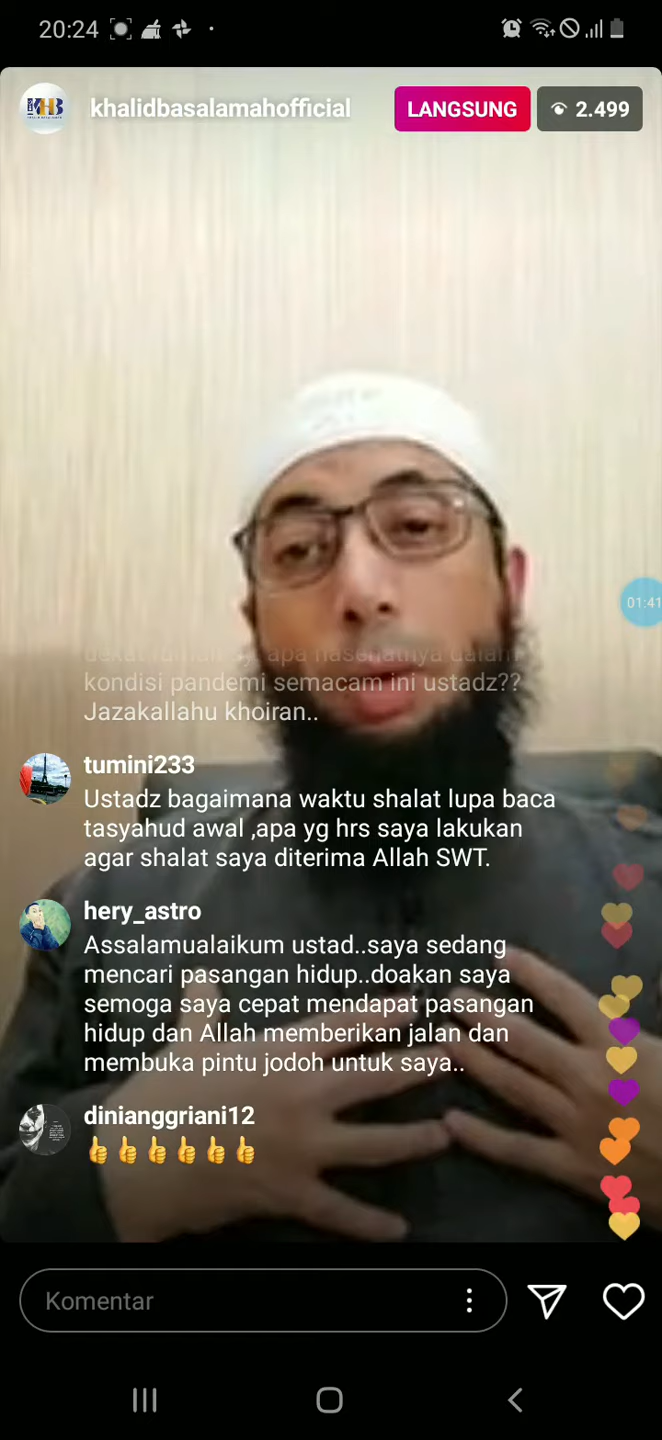 20:24
khalidbasalamahofficial
LANGSUNG
2.499
KHB
01:41
apa
kondisi pandemi semacam ini ustadz??
Jazakallahu khoiran..
tumini233
Ustadz bagaimana waktu shalat lupa baca
tasyahud awal ,apa yg hrs saya lakukan
agar shalat saya diterima Allah SWT.
hery_astro
Assalamualaikum ustad..saya sedang
mencari pasangan hidup..doakan saya
semoga saya cepat mendapat pasangan
hidup dan Allah memberikan jalan dan
membuka pintu jodoh untuk saya..
dinianggriani12
👍👍👍👍👍👍
Komentar